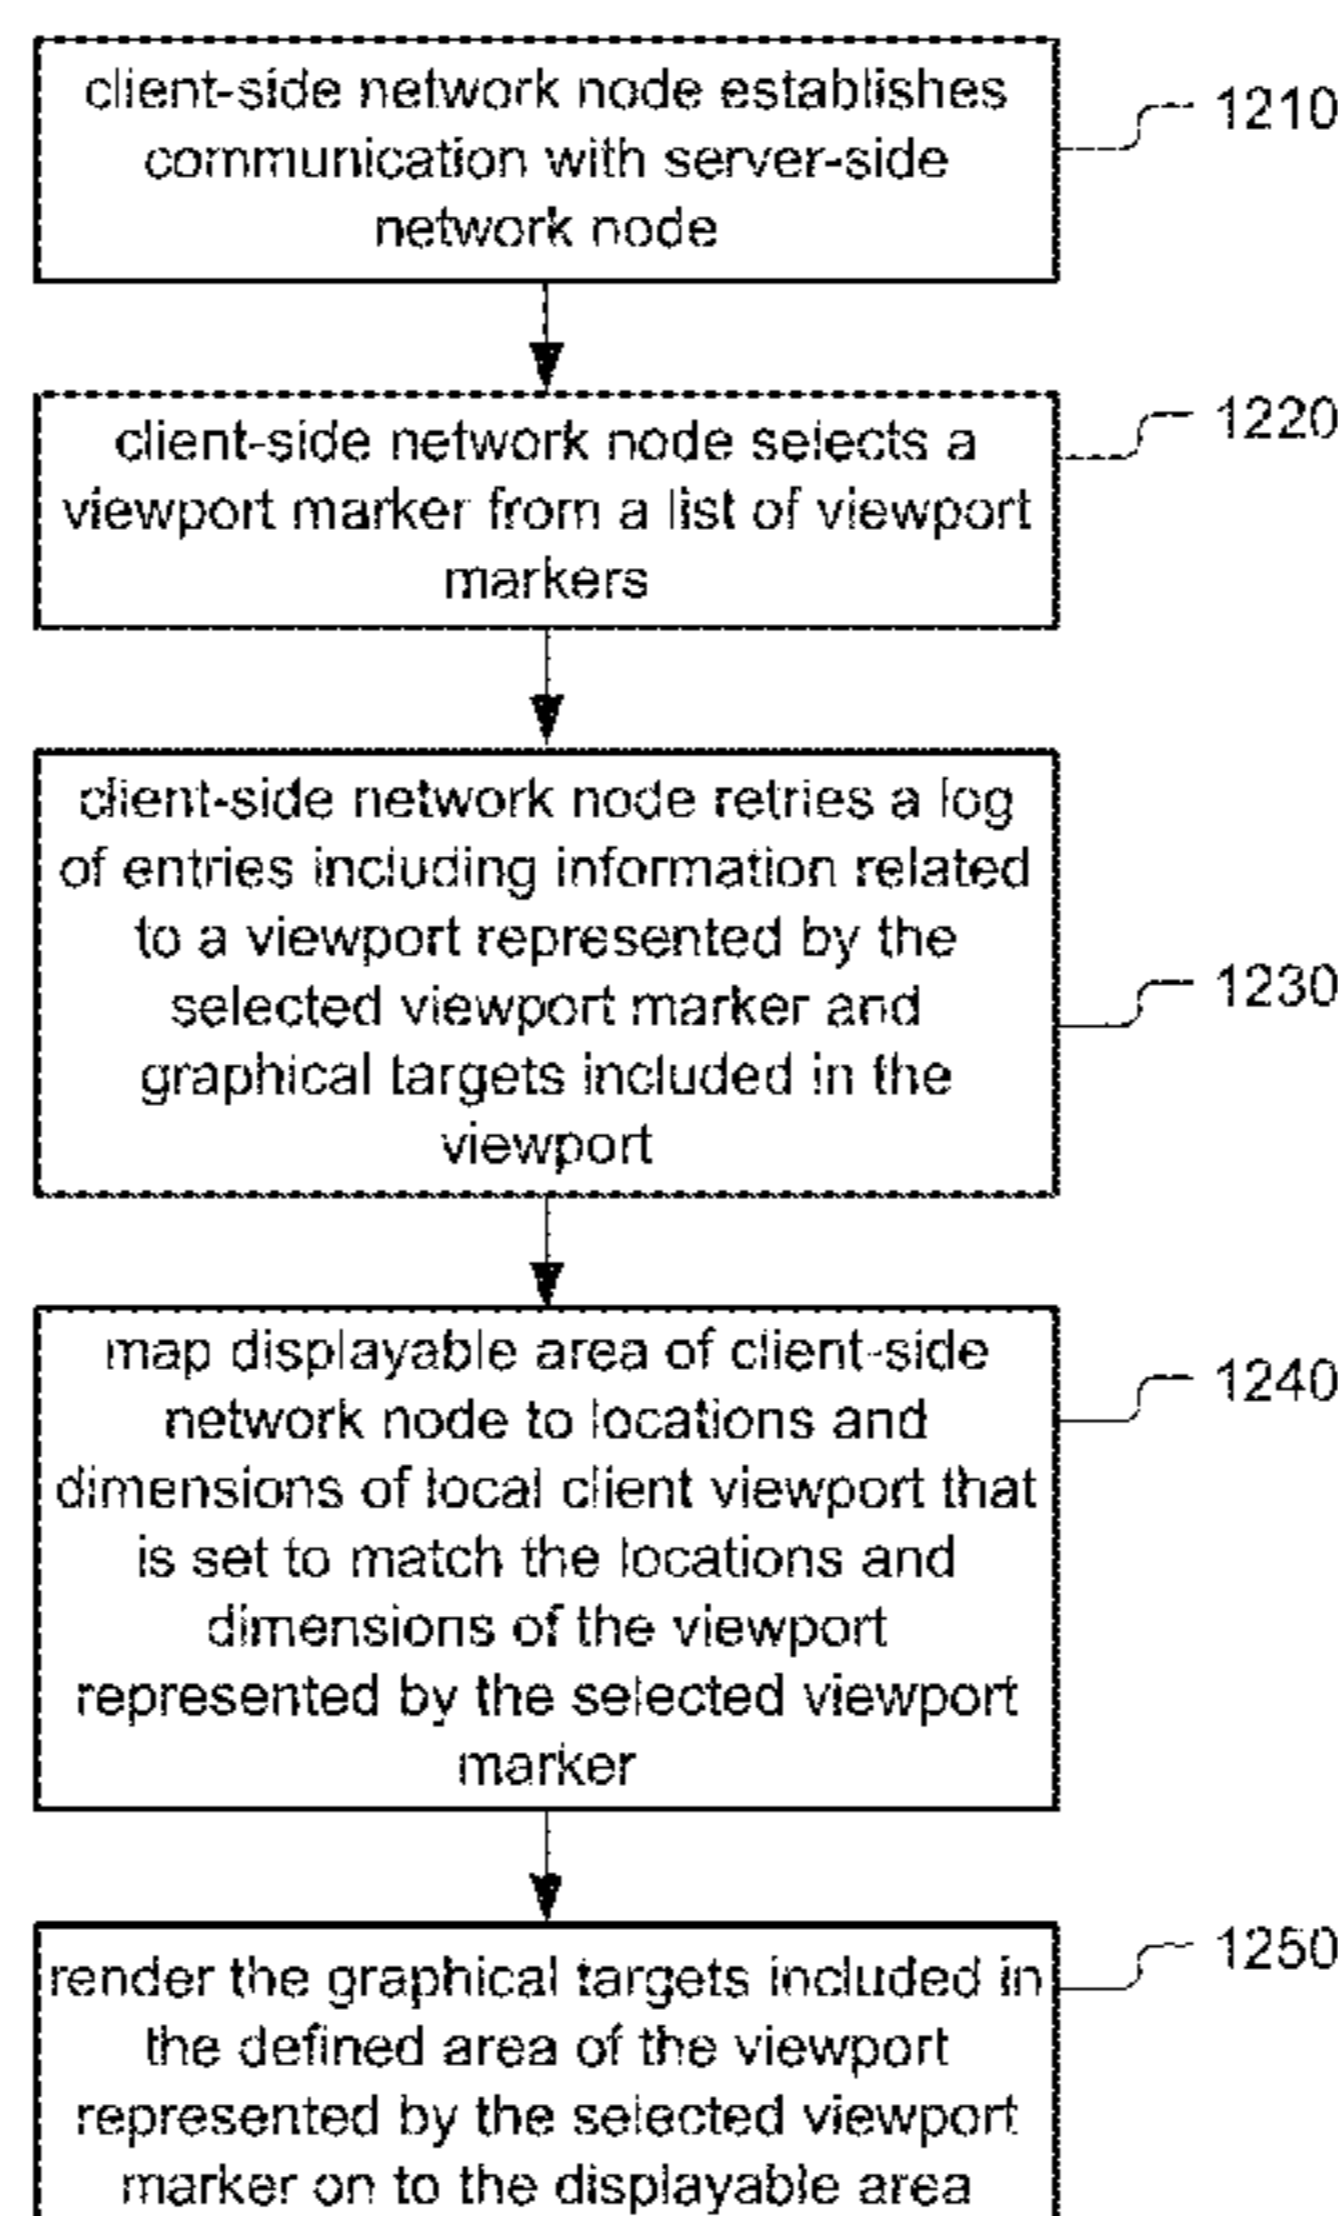 client-side network node establishes
communication with server-side
network node
1210
client-side network node selects a
viewport marker from a list of viewport
markers
1220
client-side network node retries a log
of entries including information related
to a viewport represented by the
selected viewport marker and
graphical targets included in the
viewport
1230
map displayable area of client-side
network node to locations and
dimensions of local client viewport that
is set to match the locations and
dimensions of the viewport
represented by the selected viewport
marker
1240
render the graphical targets included in
the defined area of the viewport
represented by the selected viewport
marker on to the displayable area
1250